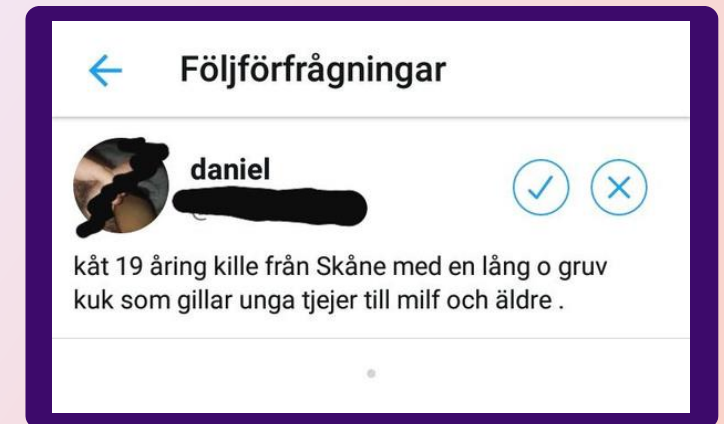 Följförfrågningar
daniel
kåt 19 åring kille från Skåne med en lång o gruv
kuk som gillar unga tjejer till milf och äldre .